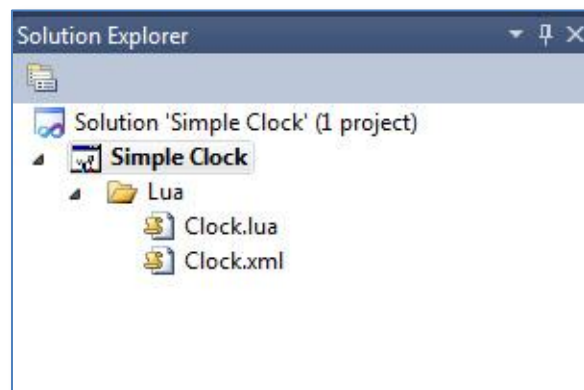 Solution Explorer
Solution 'Simple Clock' (1 project)
Simple Clock
Lua
Clock.lua
Clock.xml